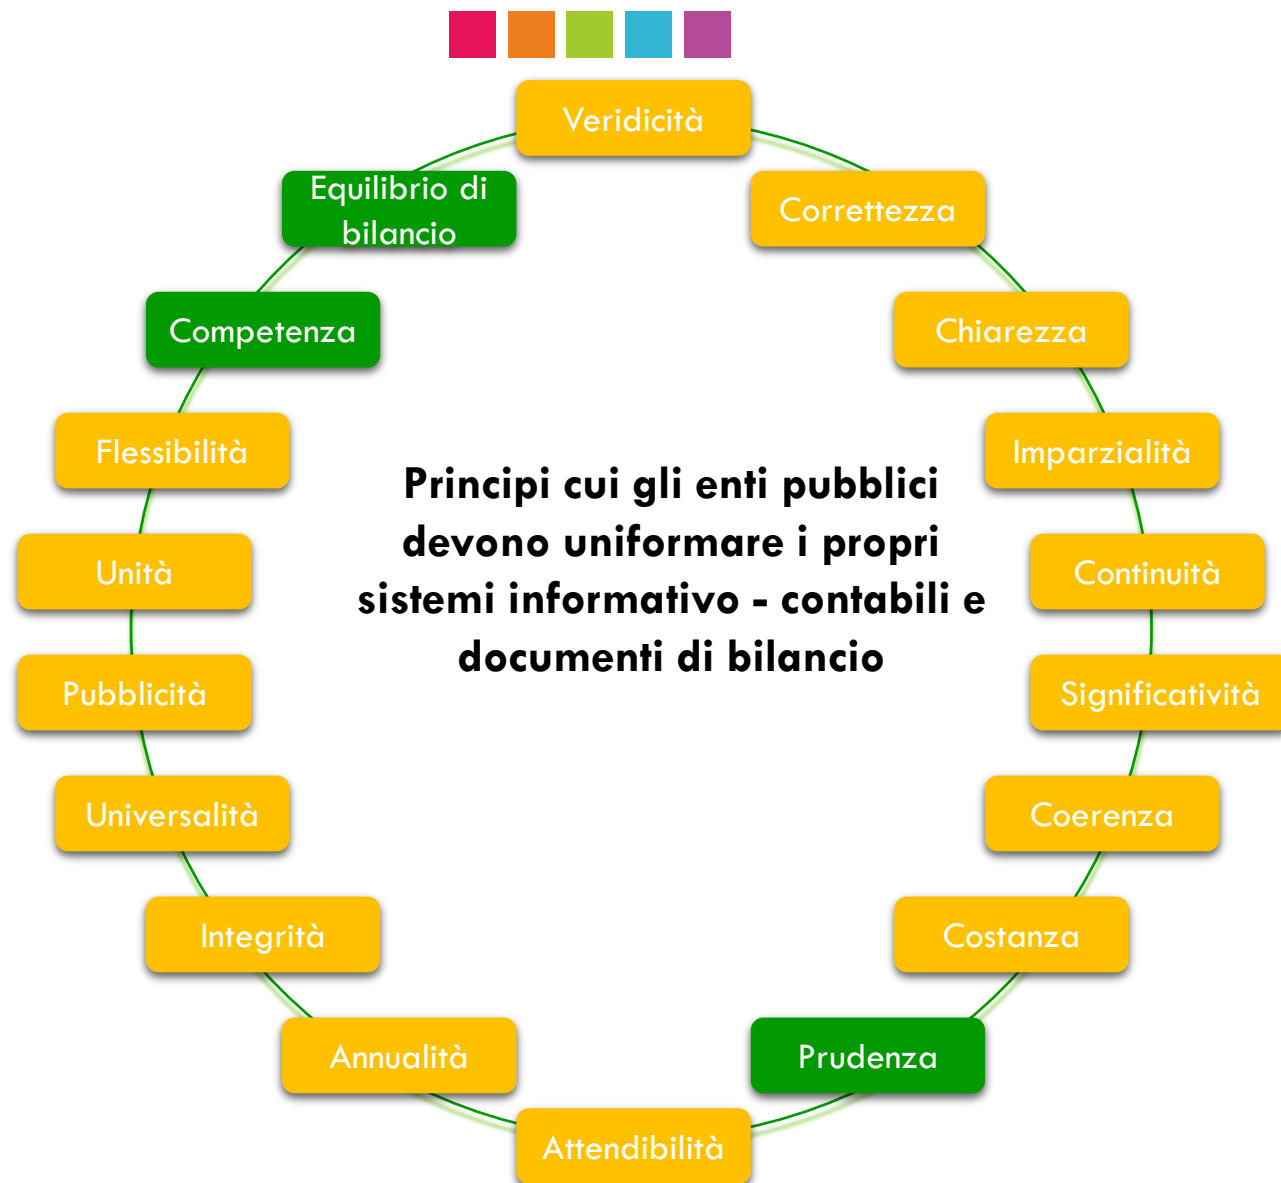 Veridicità
Equilibrio di
bilancio
Correttezza
Competenza
Chiarezza
Flessibilità
Imparzialità
Principi cui gli enti pubblici
devono uniformare i propri
sistemi informativo - contabili e
documenti di bilancio
Unità
Continuità
Pubblicità
Significatività
Universalità
Coerenza
Integrità
Costanza
Annualità
Prudenza
Attendibilità